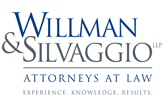 WILLMAN
& SILVAGGIO LLP
ATTORNEYS AT LAW
EXPERIENCE. KNOWLEDGE. RESULTS.